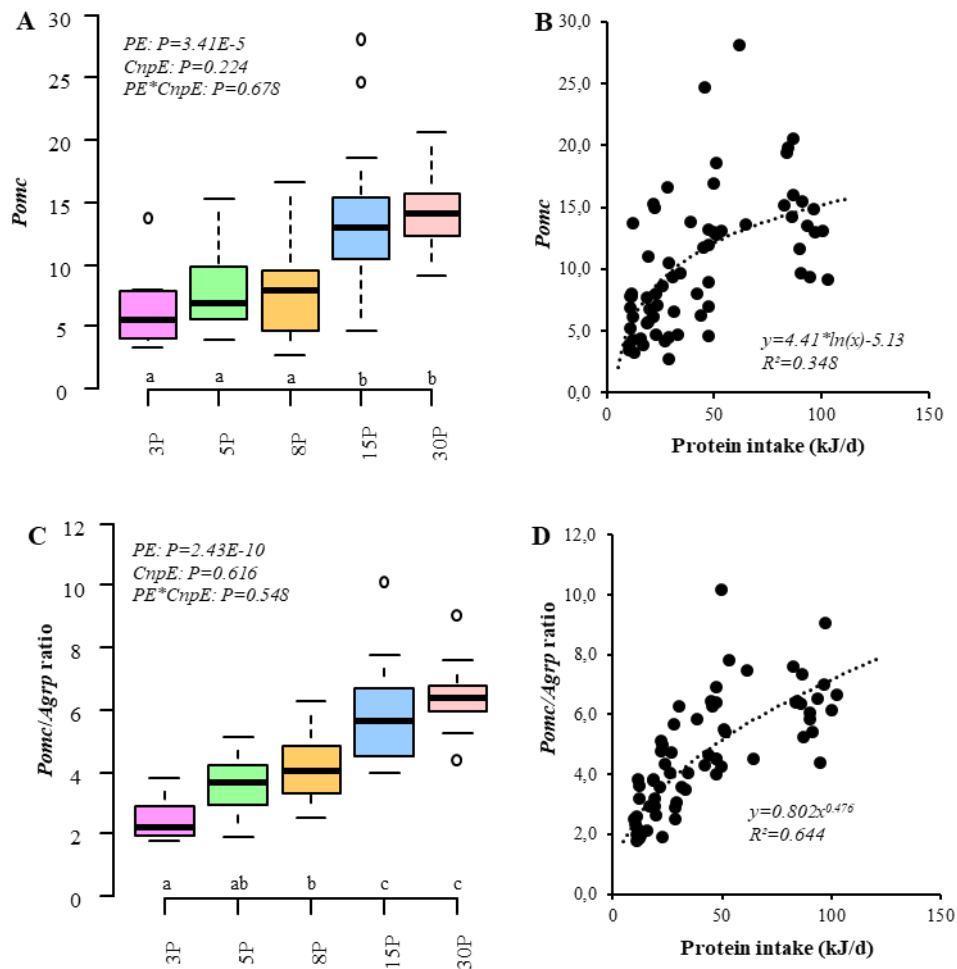 A
PE: P=3.41E-5
CnpE: P=0.224
PE*CnpE: P=0.678
Pomc
30
25
20
15
10
5
0
a
a
a
b
b
3P
5P
8P
15P
30P
B
Pomc
30,0
25,0
20,0
15,0
10,0
5,0
0,0
y=4.41*ln(x)-5.13
R²=0.348
0
50
100
150
Protein intake (kJ/d)
C
PE: P=2.43E-10
CnpE: P=0.616
PE*CnpE: P=0.548
Pomc/Agrp ratio
12
10
8
6
4
2
0
a
ab
b
c
c
3P
5P
8P
15P
30P
D
Pomc/Agrp ratio
12,0
10,0
8,0
6,0
4,0
2,0
0,0
y=0.802x^0.476
R²=0.644
0
50
100
150
Protein intake (kJ/d)